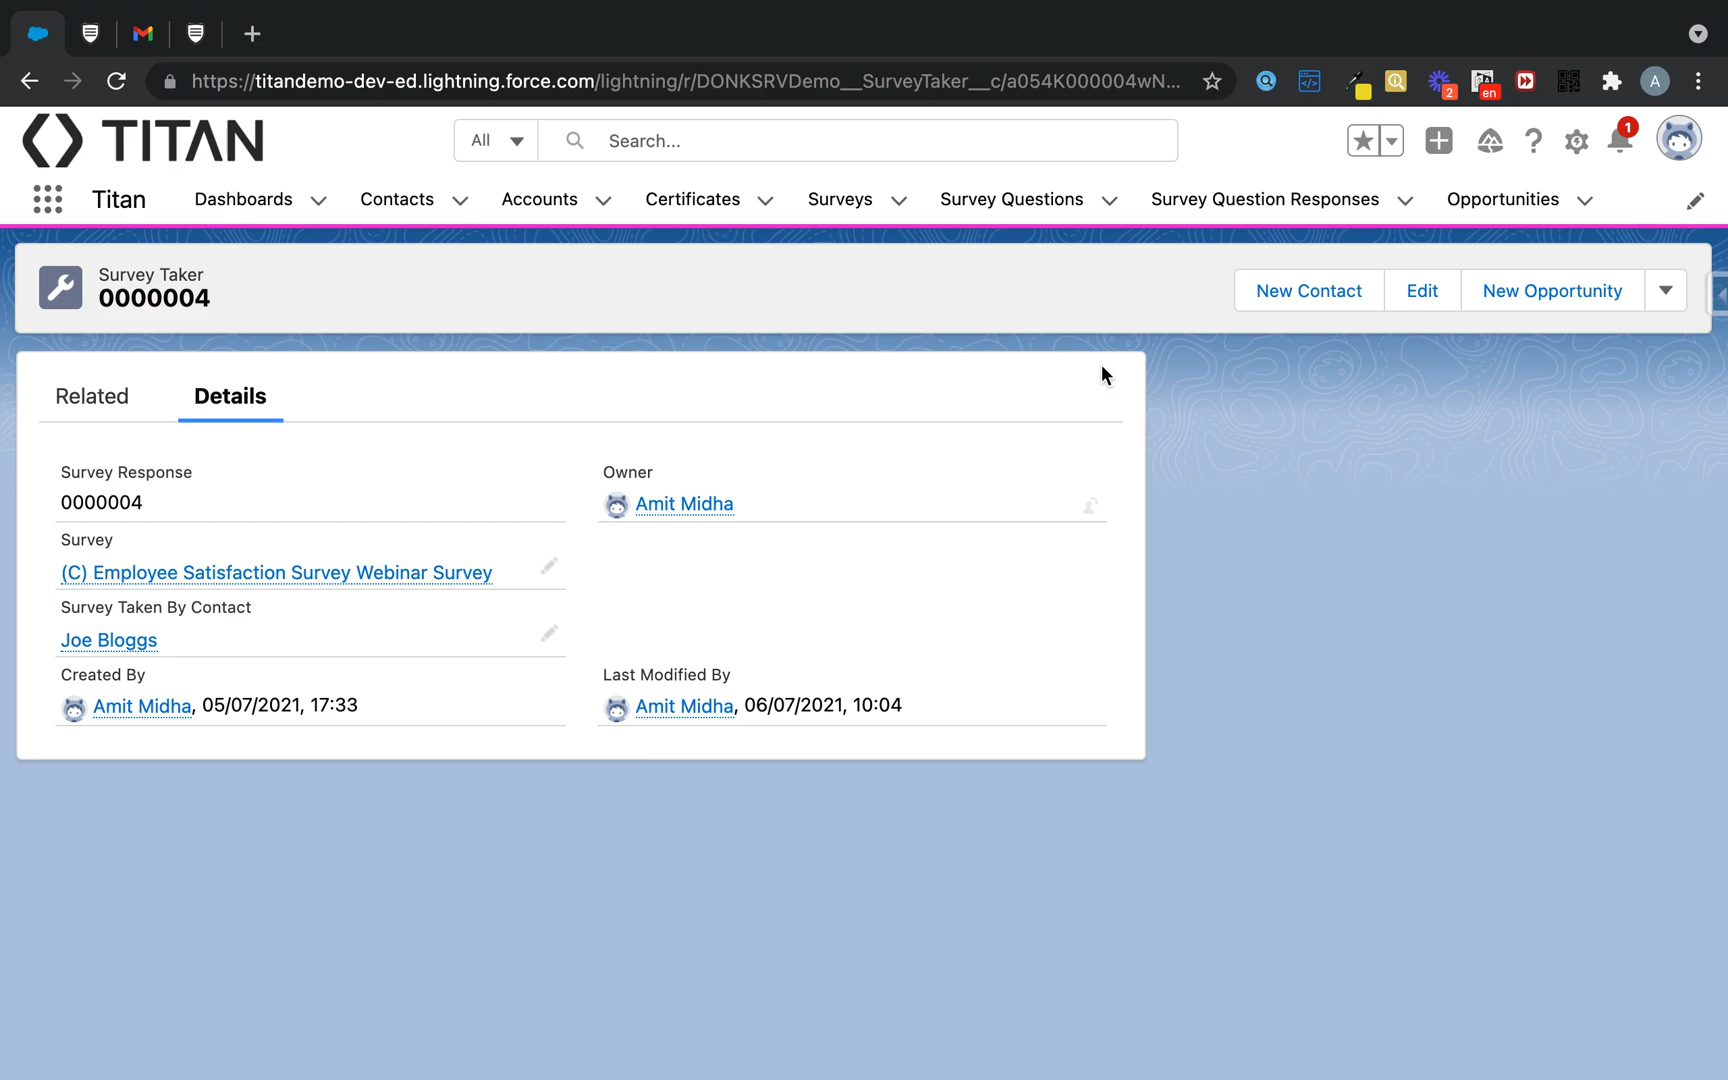 https://titandemo-dev-ed.lightning.force.com/lightning/r/DONKSRVDemo__SurveyTaker__c/a054K000004wN...
2
en
A
TITAN
All
Search...
1
Titan
Dashboards
Contacts
Accounts
Certificates
Surveys
Survey Questions
Survey Question Responses
Opportunities
Survey Taker
0000004
New Contact
Edit
New Opportunity
Related
Details
Survey Response
0000004
Owner
Amit Midha
Survey
(C) Employee Satisfaction Survey Webinar Survey
Survey Taken By Contact
Joe Bloggs
Created By
Amit Midha, 05/07/2021, 17:33
Last Modified By
Amit Midha, 06/07/2021, 10:04